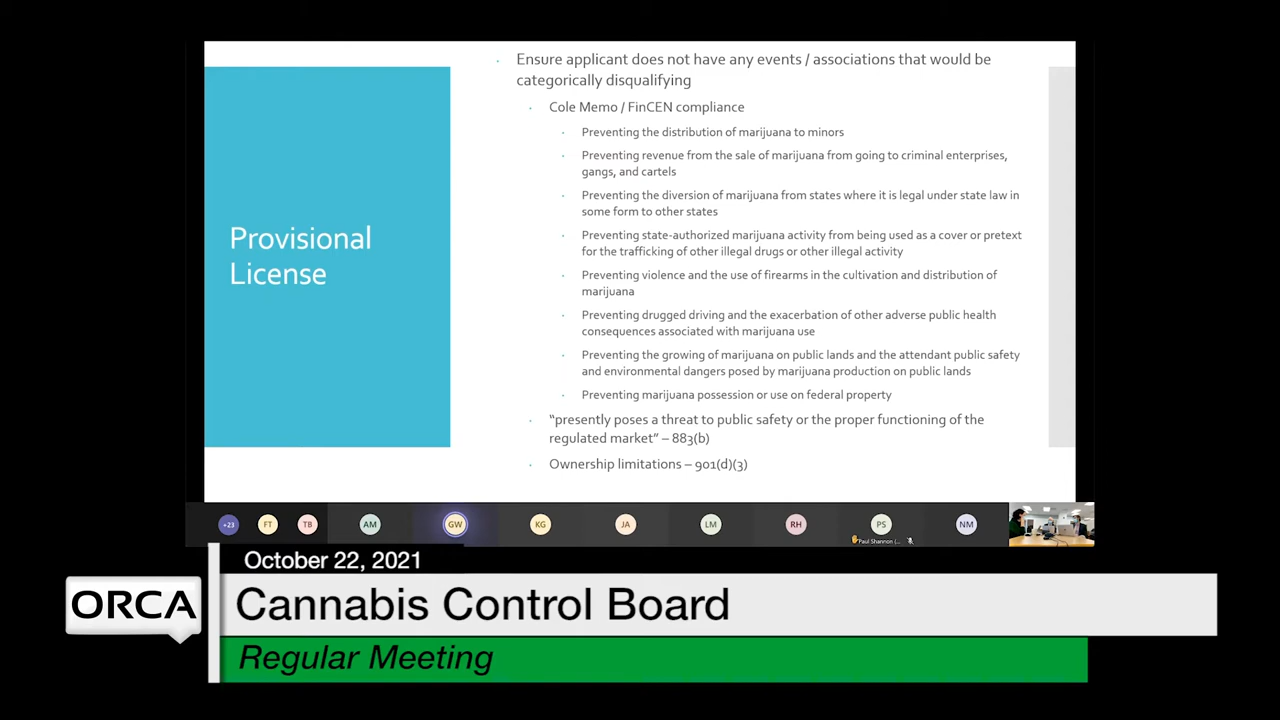 Ensure applicant does not have any events / associations that would be
categorically disqualifying
Cole Memo / FinCEN compliance
Preventing the distribution of marijuana to minors
Preventing revenue from the sale of marijuana from going to criminal enterprises,
gangs, and cartels
Preventing the diversion of marijuana from states where it is legal under state law in
some form to other states
Preventing state-authorized marijuana activity from being used as a cover or pretext
for the trafficking of other illegal drugs or other illegal activity
Preventing violence and the use of firearms in the cultivation and distribution of
marijuana
Preventing drugged driving and the exacerbation of other adverse public health
consequences associated with marijuana use
Preventing the growing of marijuana on public lands and the attendant public safety
and environmental dangers posed by marijuana production on public lands
Preventing marijuana possession or use on federal property
"presently poses a threat to public safety or the proper functioning of the
regulated market" – 883(b)
Ownership limitations – 901(d)(3)
Provisional
License
+23 FT TB AM GW KG JA LM RH PS NM
Paul Shannon (...
October 22, 2021
ORCA
Cannabis Control Board
Regular Meeting